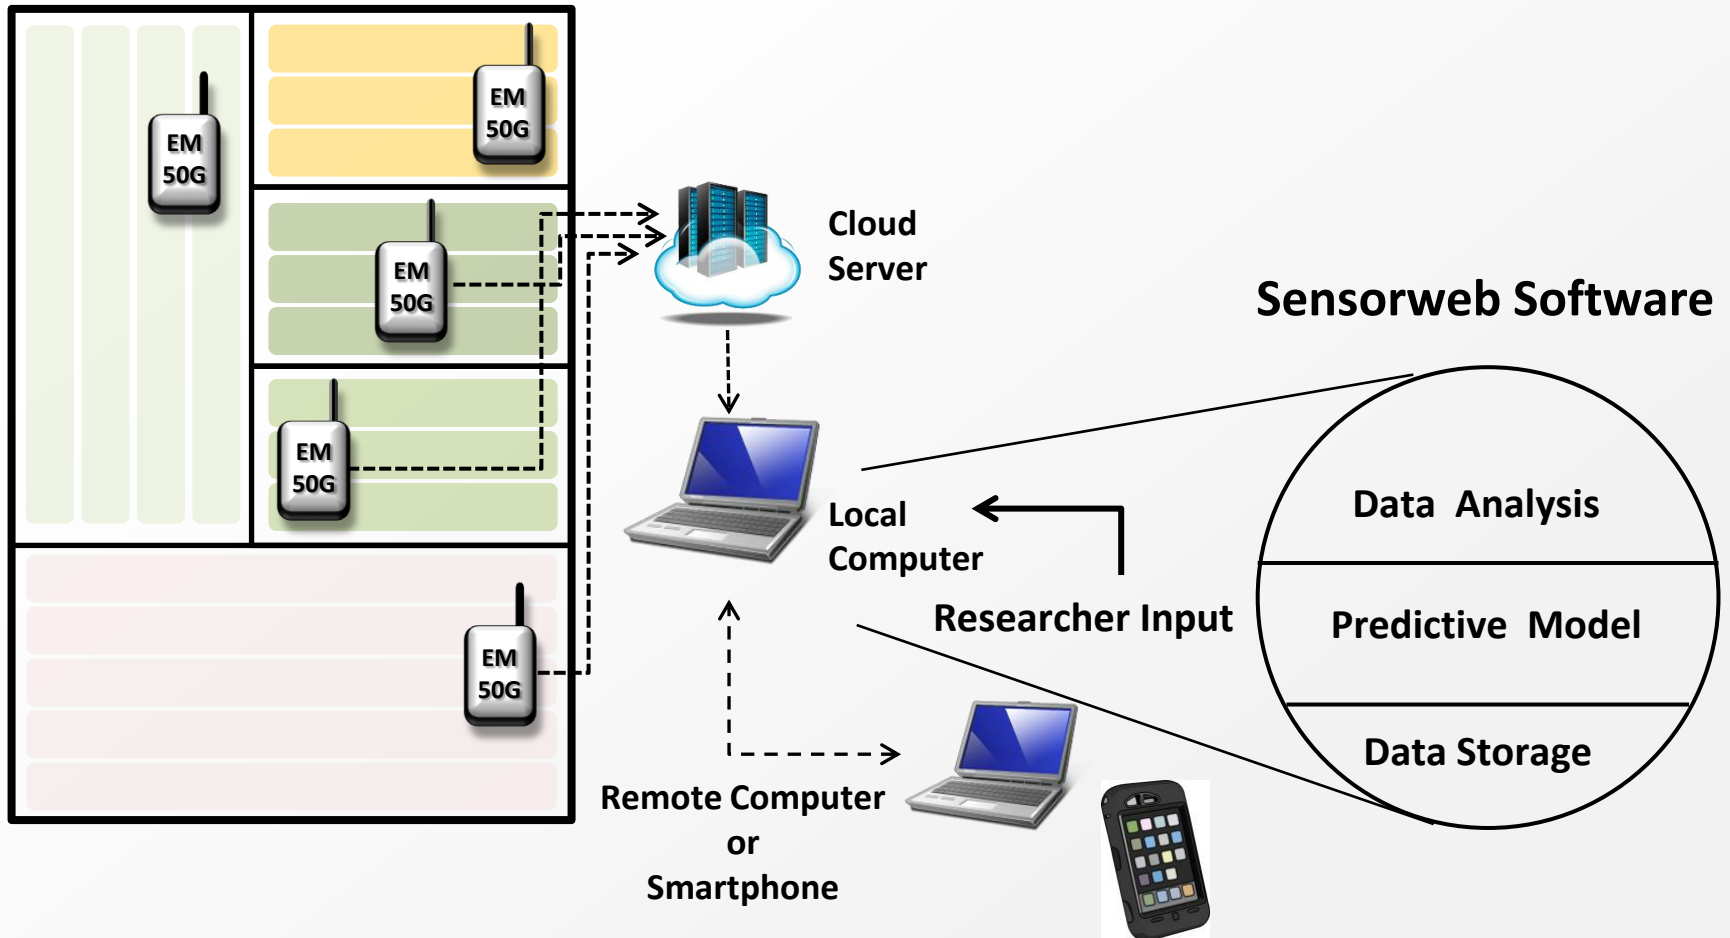 EM
50G
EM
50G
EM
50G
EM
50G
EM
50G
Cloud
Server
Local
Computer
Researcher Input
Remote Computer
or
Smartphone
Sensorweb Software
Data Analysis
Predictive Model
Data Storage